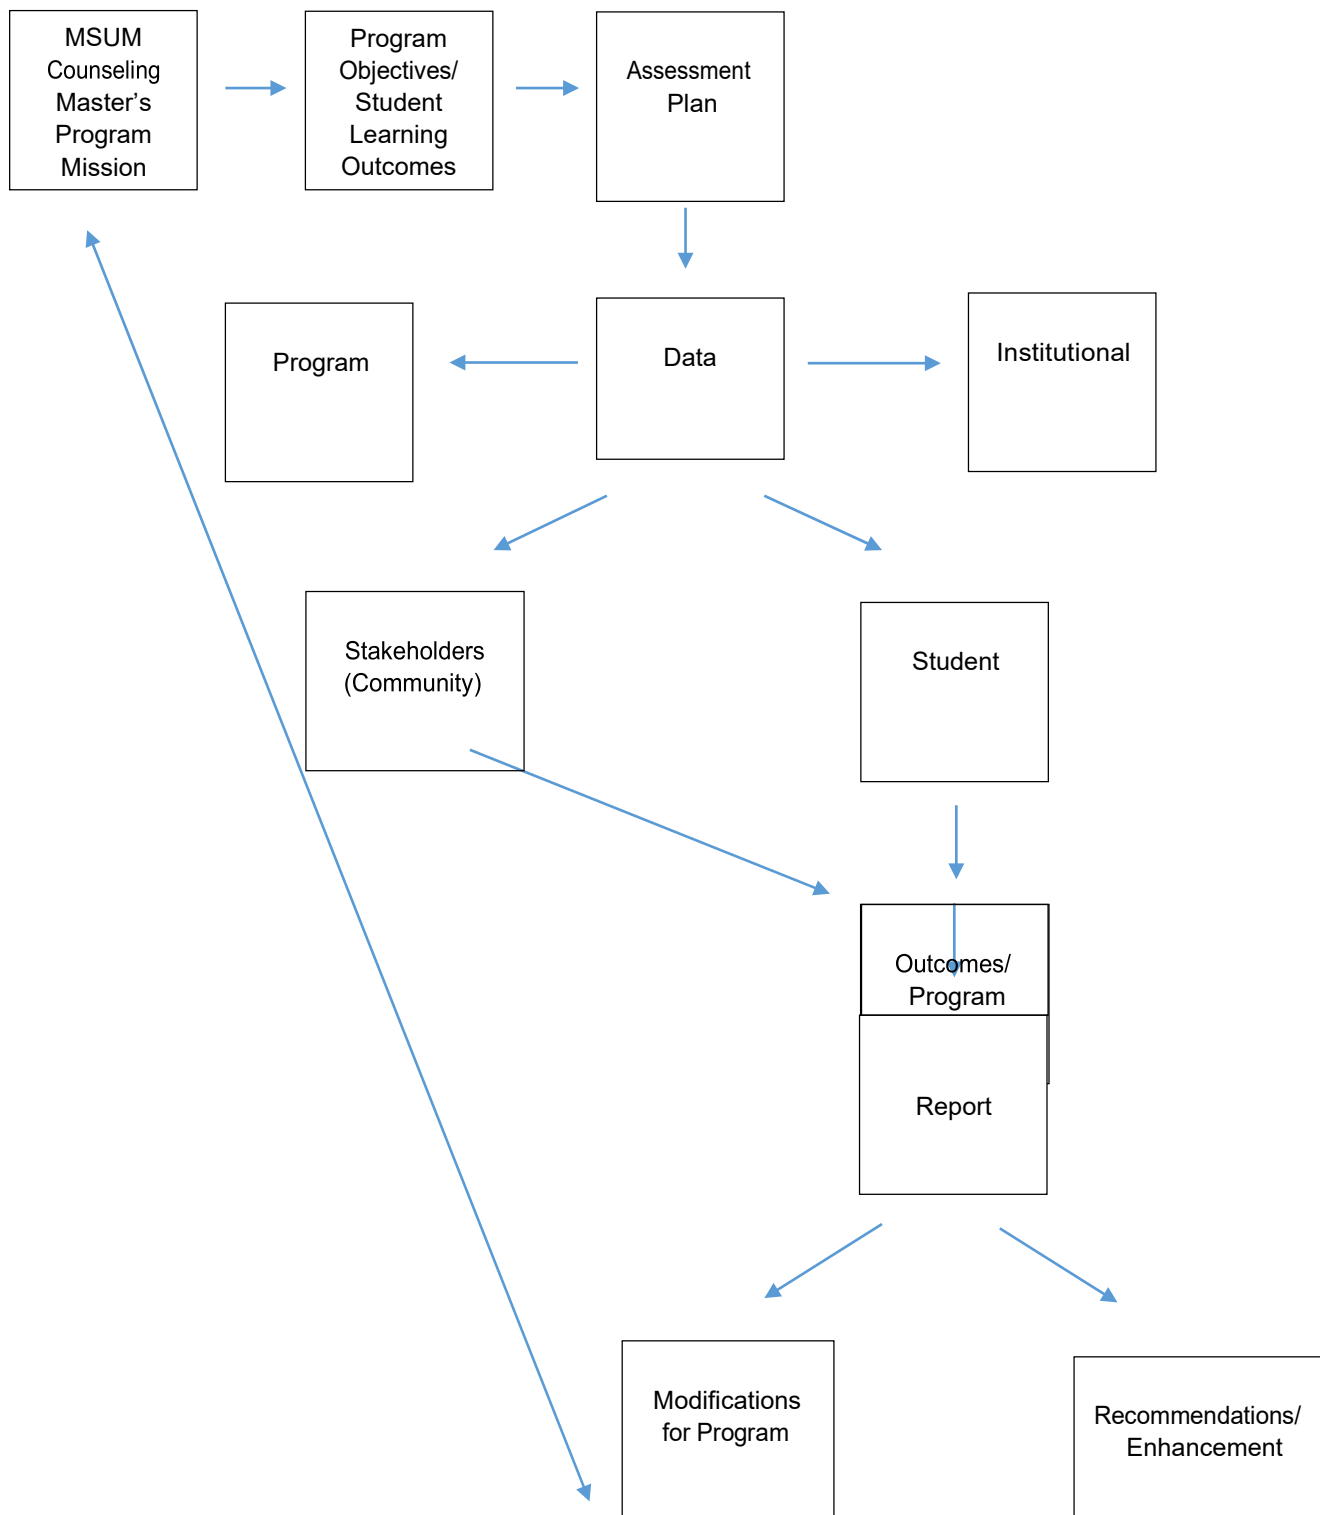 MSUM
Counseling
Master’s
Program
Mission
Program
Objectives/
Student
Learning
Outcomes
Assessment
Plan
Program
Data
Institutional
Stakeholders
(Community)
Student
Outcomes/
Program
Report
Modifications
for Program
Recommendations/
Enhancement